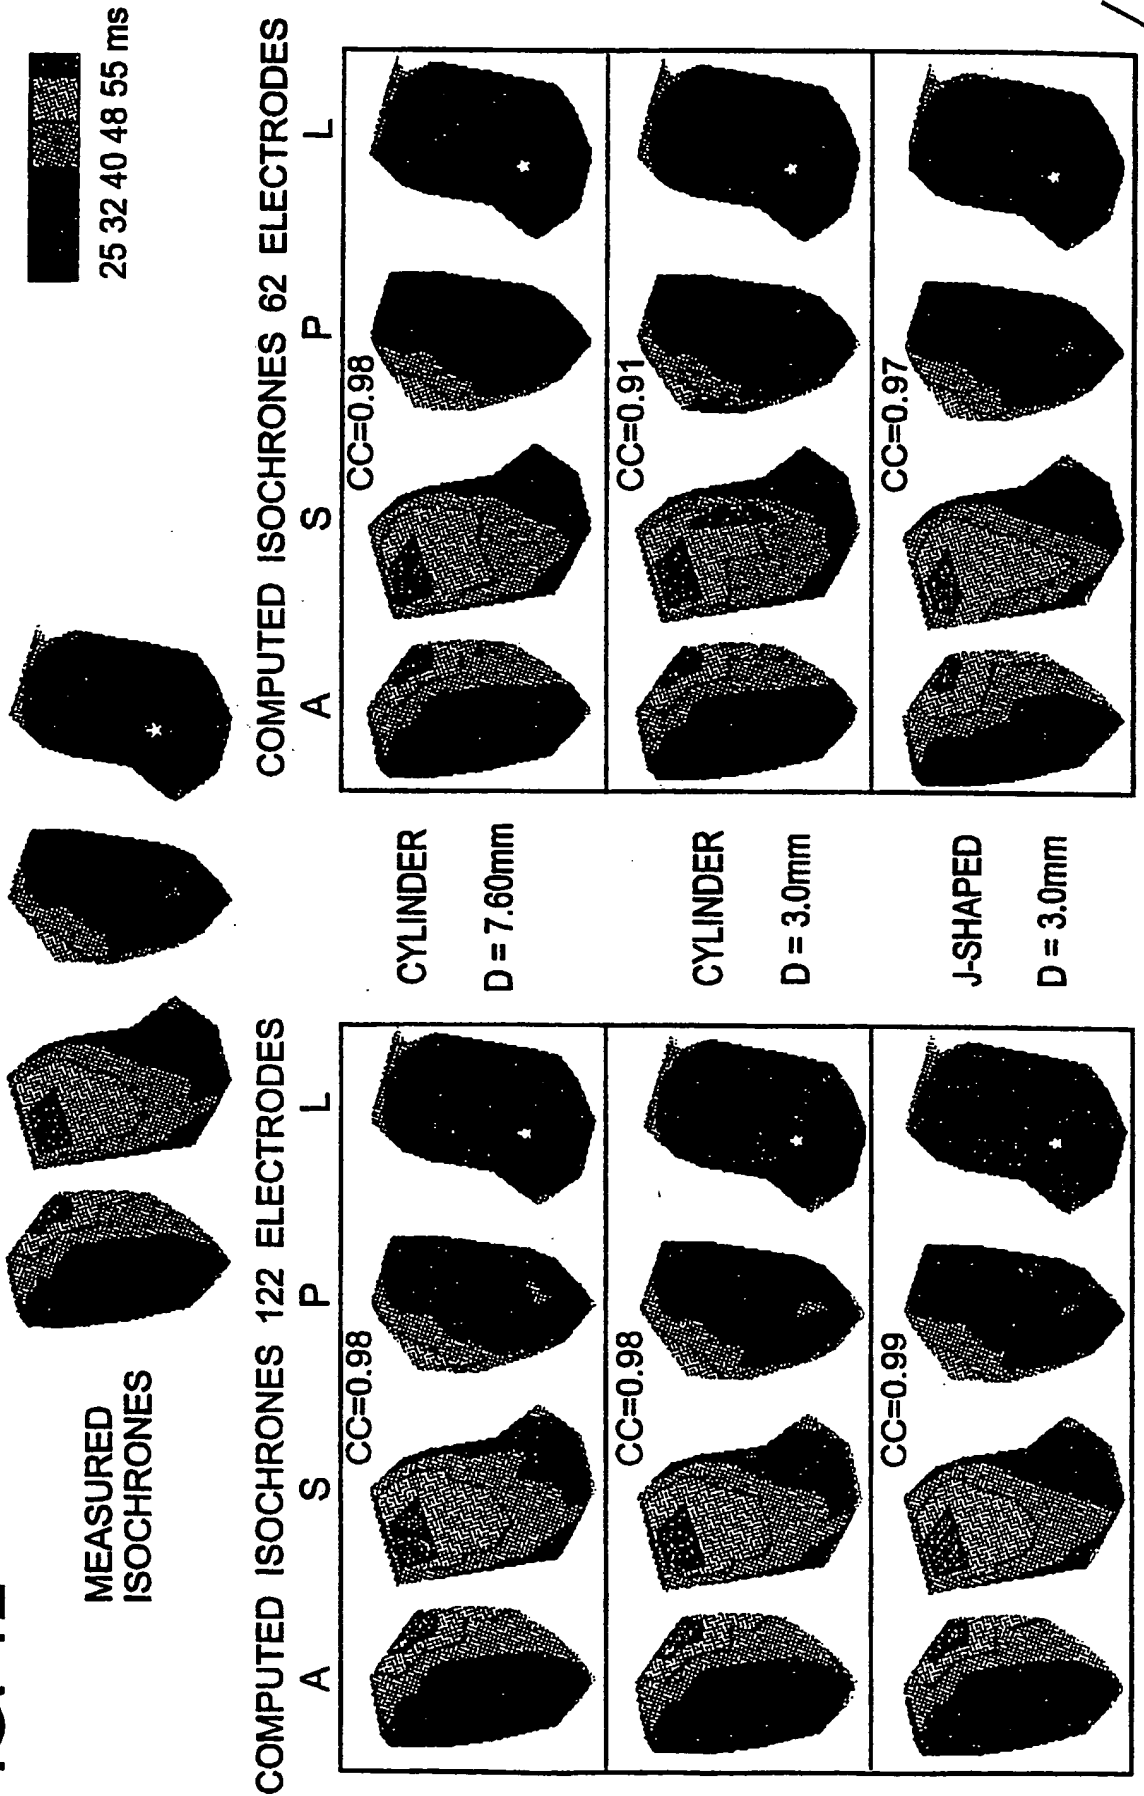 25 32 40 48 55 ms
MEASURED
ISOCHRONES
COMPUTED ISOCHRONES 122 ELECTRODES
A S P L
CC=0.98
CC=0.98
CC=0.99
CYLINDER
D = 7.60mm
CYLINDER
D = 3.0mm
J-SHAPED
D = 3.0mm
COMPUTED ISOCHRONES 62 ELECTRODES
A S P L
CC=0.98
CC=0.91
CC=0.97